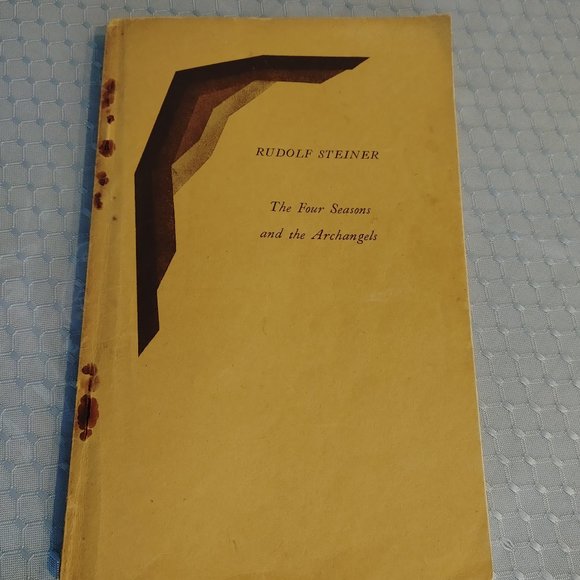 RUDOLF STEINER
The Four Seasons
and the Archangels